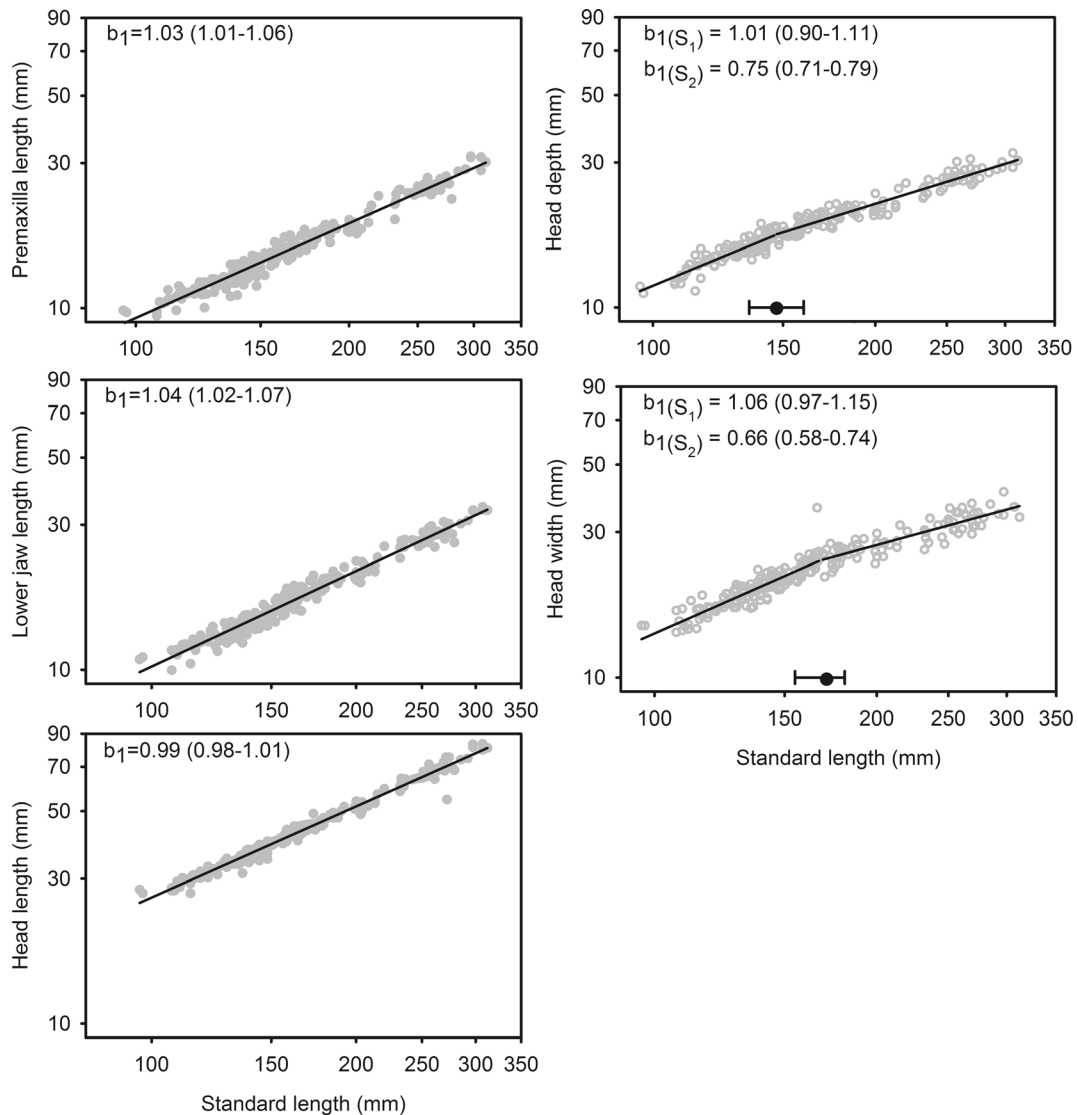 b1=1.03 (1.01-1.06)
Premaxilla length (mm)
90
70
50
30
10
100 150 200 250 300 350
b1(S1) = 1.01 (0.90-1.11)
b1(S2) = 0.75 (0.71-0.79)
Head depth (mm)
90
70
50
30
10
100 150 200 250 300 350
b1=1.04 (1.02-1.07)
Lower jaw length (mm)
90
70
50
30
10
100 150 200 250 300 350
b1(S1) = 1.06 (0.97-1.15)
b1(S2) = 0.66 (0.58-0.74)
Head width (mm)
90
70
50
30
10
100 150 200 250 300 350
Standard length (mm)
b1=0.99 (0.98-1.01)
Head length (mm)
90
70
50
30
10
100 150 200 250 300 350
Standard length (mm)